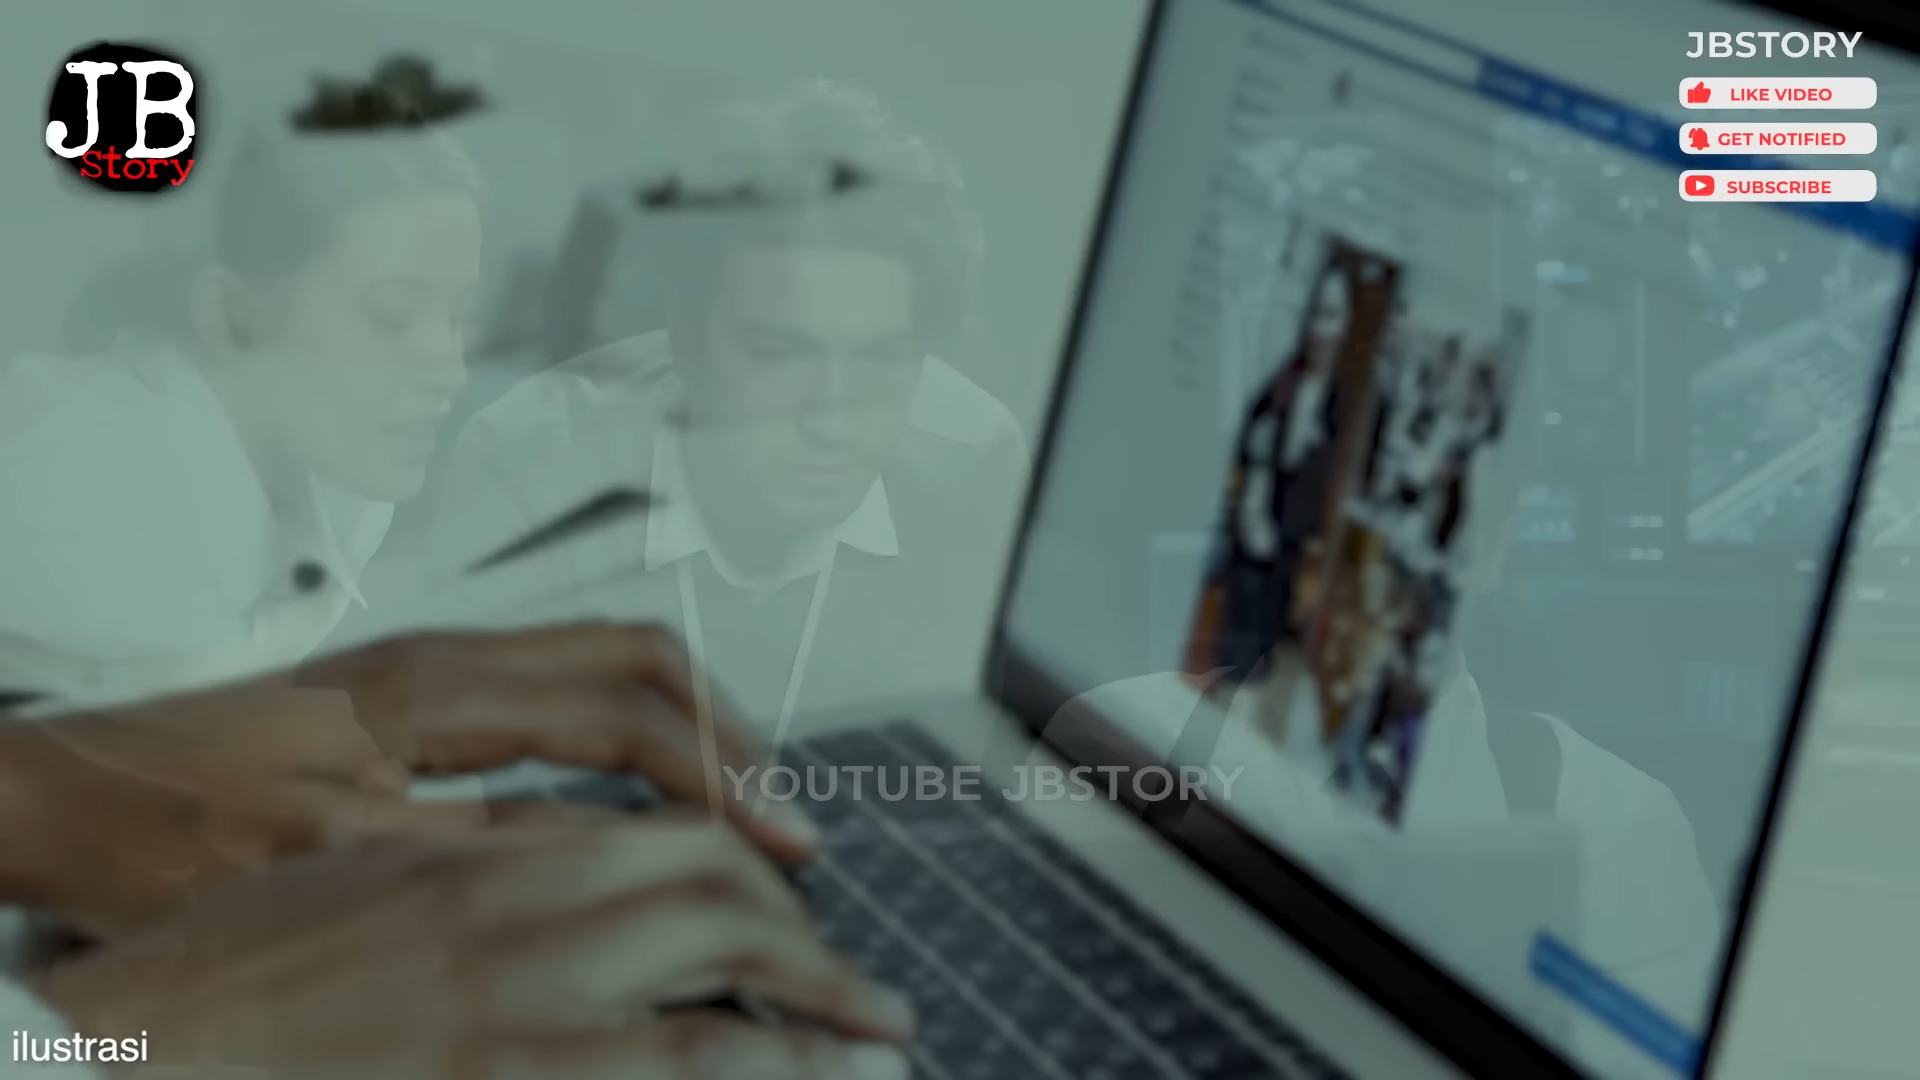 JB
Story
JBSTORY
LIKE VIDEO
GET NOTIFIED
SUBSCRIBE
YOUTUBE JBSTORY
ilustrasi